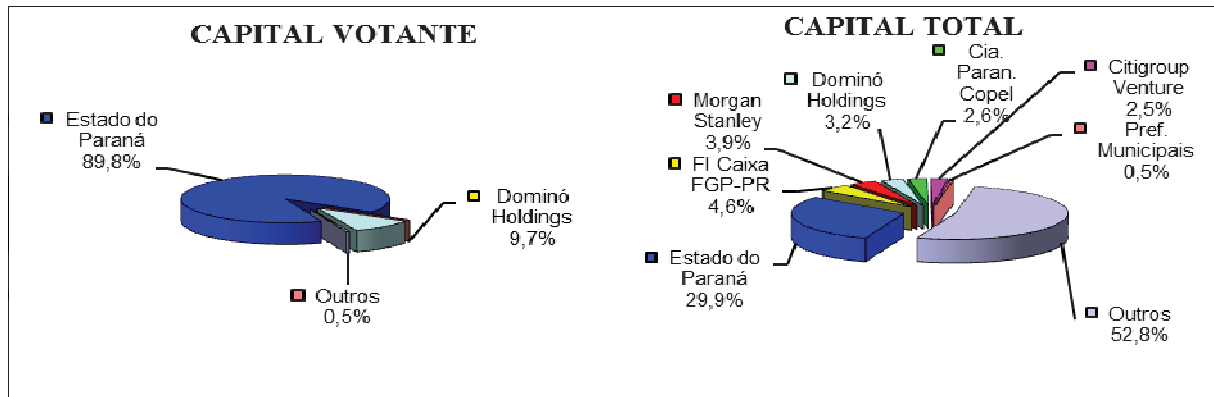 CAPITAL VOTANTE
Estado do
Paraná
89,8%
Dominó
Holdings
9,7%
Outros
0,5%
CAPITAL TOTAL
Cia.
Paran.
Copel
2,6%
Citigroup
Venture
2,5%
Dominó
Holdings
3,2%
Morgan
Stanley
3,9%
Pref.
Municipais
0,5%
FI Caixa
FGP-PR
4,6%
Estado do
Paraná
29,9%
Outros
52,8%